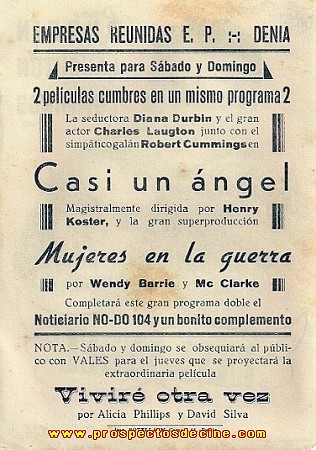 EMPRESAS REUNIDAS E. P. :-: DENIA
Presenta para Sábado y Domingo
2 películas cumbres en un mismo programa 2
La seductora Diana Durbin y el gran
actor Charles Laugton junto con el
simpático galán Robert Cummings en
Casi un ángel
Magistralmente dirigida por Henry
Koster, y la gran superproducción
Mujeres en la guerra
por Wendy Barrie y Mc Clarke
Completará este gran programa doble el
Noticiario NO-DO 104 y un bonito complemento
NOTA.—Sábado y domingo se obsequiará al públi-
co con VALES para el jueves que se proyectará la
extraordinaria película
Viviré otra vez
por Alicia Phillips y David Silva
www.prospectosdecine.com